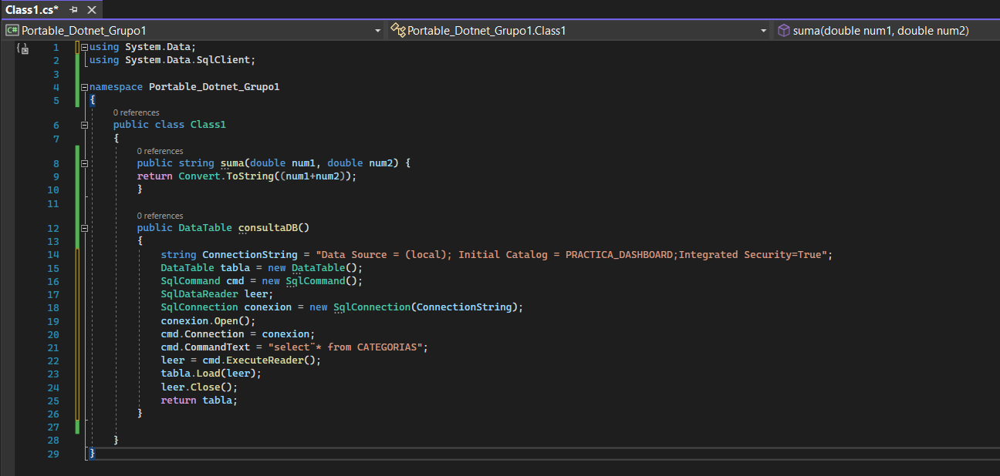 Class1.cs*
C# Portable_Dotnet_Grupo1 Portable_Dotnet_Grupo1.Class1 suma(double num1, double num2)
1 using System.Data;
2 using System.Data.SqlClient;
3
4 namespace Portable_Dotnet_Grupo1
5 {
0 references
6 public class Class1
7 {
0 references
8 public string suma(double num1, double num2) {
9 return Convert.ToString((num1+num2));
10 }
11
0 references
12 public DataTable consultaDB()
13 {
14 string ConnectionString = "Data Source = (local); Initial Catalog = PRACTICA_DASHBOARD;Integrated Security=True";
15 DataTable tabla = new DataTable();
16 SqlCommand cmd = new SqlCommand();
17 SqlDataReader leer;
18 SqlConnection conexion = new SqlConnection(ConnectionString);
19 conexion.Open();
20 cmd.Connection = conexion;
21 cmd.CommandText = "select¨* from CATEGORIAS";
22 leer = cmd.ExecuteReader();
23 tabla.Load(leer);
24 leer.Close();
25 return tabla;
26 }
27
28 }
29 }